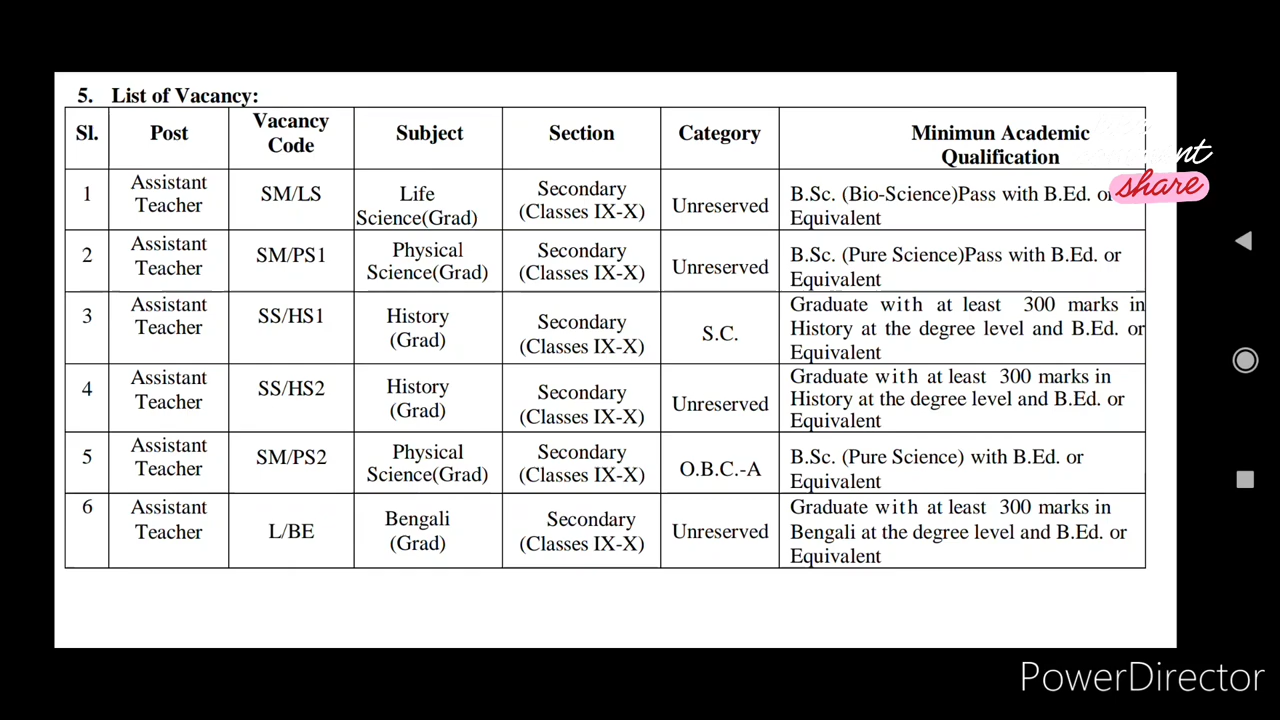 5. List of Vacancy:
Sl. Post Vacancy Code Subject Section Category Minimun Academic Qualification
1 Assistant Teacher SM/LS Life Science(Grad) Secondary (Classes IX-X) Unreserved B.Sc. (Bio-Science)Pass with B.Ed. or Equivalent
2 Assistant Teacher SM/PS1 Physical Science(Grad) Secondary (Classes IX-X) Unreserved B.Sc. (Pure Science)Pass with B.Ed. or Equivalent
3 Assistant Teacher SS/HS1 History (Grad) Secondary (Classes IX-X) S.C. Graduate with at least 300 marks in History at the degree level and B.Ed. or Equivalent
4 Assistant Teacher SS/HS2 History (Grad) Secondary (Classes IX-X) Unreserved Graduate with at least 300 marks in History at the degree level and B.Ed. or Equivalent
5 Assistant Teacher SM/PS2 Physical Science(Grad) Secondary (Classes IX-X) O.B.C.-A B.Sc. (Pure Science) with B.Ed. or Equivalent
6 Assistant Teacher L/BE Bengali (Grad) Secondary (Classes IX-X) Unreserved Graduate with at least 300 marks in Bengali at the degree level and B.Ed. or Equivalent
share
PowerDirector